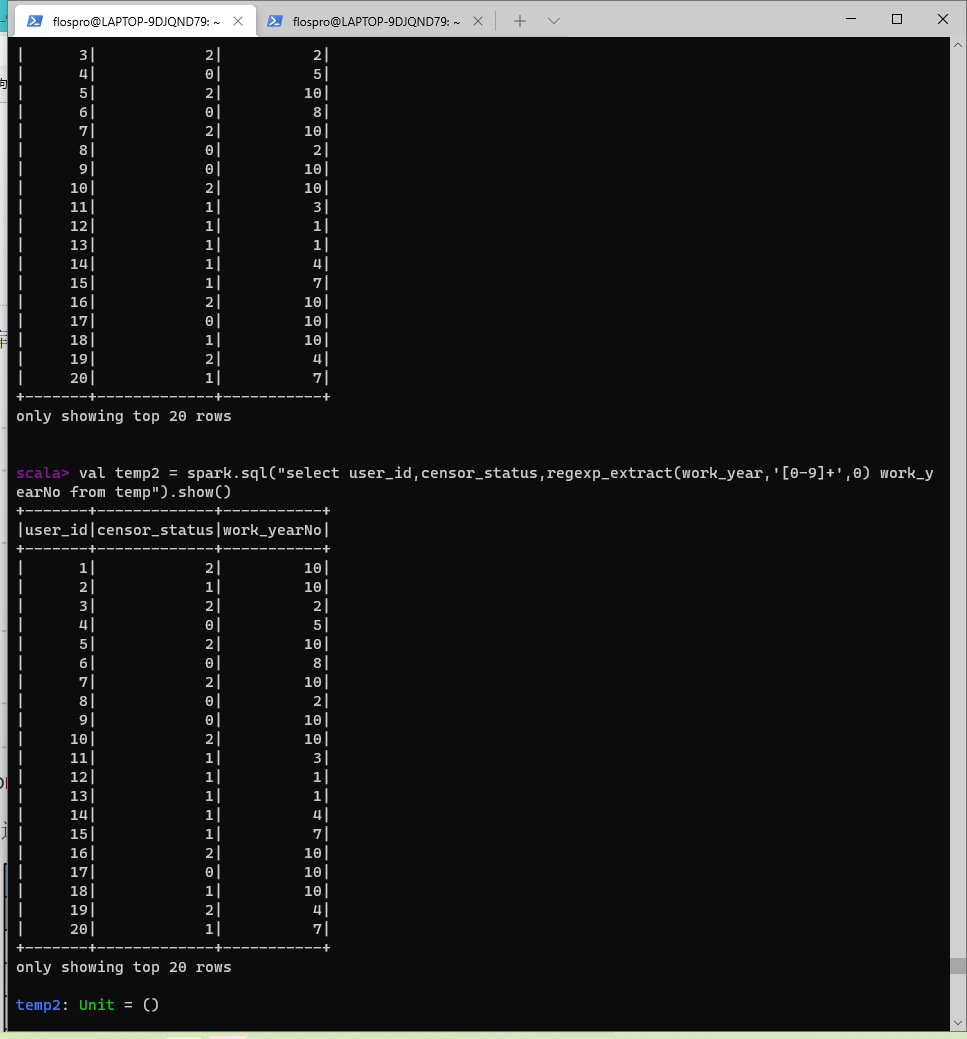 flospro@LAPTOP-9DJQND79: ~
flospro@LAPTOP-9DJQND79: ~
|      3|            2|          2|
|      4|            0|          5|
|      5|            2|         10|
|      6|            0|          8|
|      7|            2|         10|
|      8|            0|          2|
|      9|            0|         10|
|     10|            2|         10|
|     11|            1|          3|
|     12|            1|          1|
|     13|            1|          1|
|     14|            1|          4|
|     15|            1|          7|
|     16|            2|         10|
|     17|            0|         10|
|     18|            1|         10|
|     19|            2|          4|
|     20|            1|          7|
+-------+-------------+-----------+
only showing top 20 rows
scala> val temp2 = spark.sql("select user_id,censor_status,regexp_extract(work_year,'[0-9]+',0) work_y
earNo from temp").show()
+-------+-------------+-----------+
|user_id|censor_status|work_yearNo|
+-------+-------------+-----------+
|      1|            2|         10|
|      2|            1|         10|
|      3|            2|          2|
|      4|            0|          5|
|      5|            2|         10|
|      6|            0|          8|
|      7|            2|         10|
|      8|            0|          2|
|      9|            0|         10|
|     10|            2|         10|
|     11|            1|          3|
|     12|            1|          1|
|     13|            1|          1|
|     14|            1|          4|
|     15|            1|          7|
|     16|            2|         10|
|     17|            0|         10|
|     18|            1|         10|
|     19|            2|          4|
|     20|            1|          7|
+-------+-------------+-----------+
only showing top 20 rows
temp2: Unit = ()